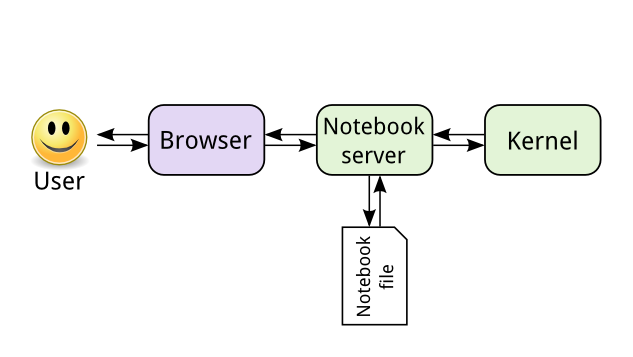 User
Browser
Notebook
server
Kernel
Notebook
file